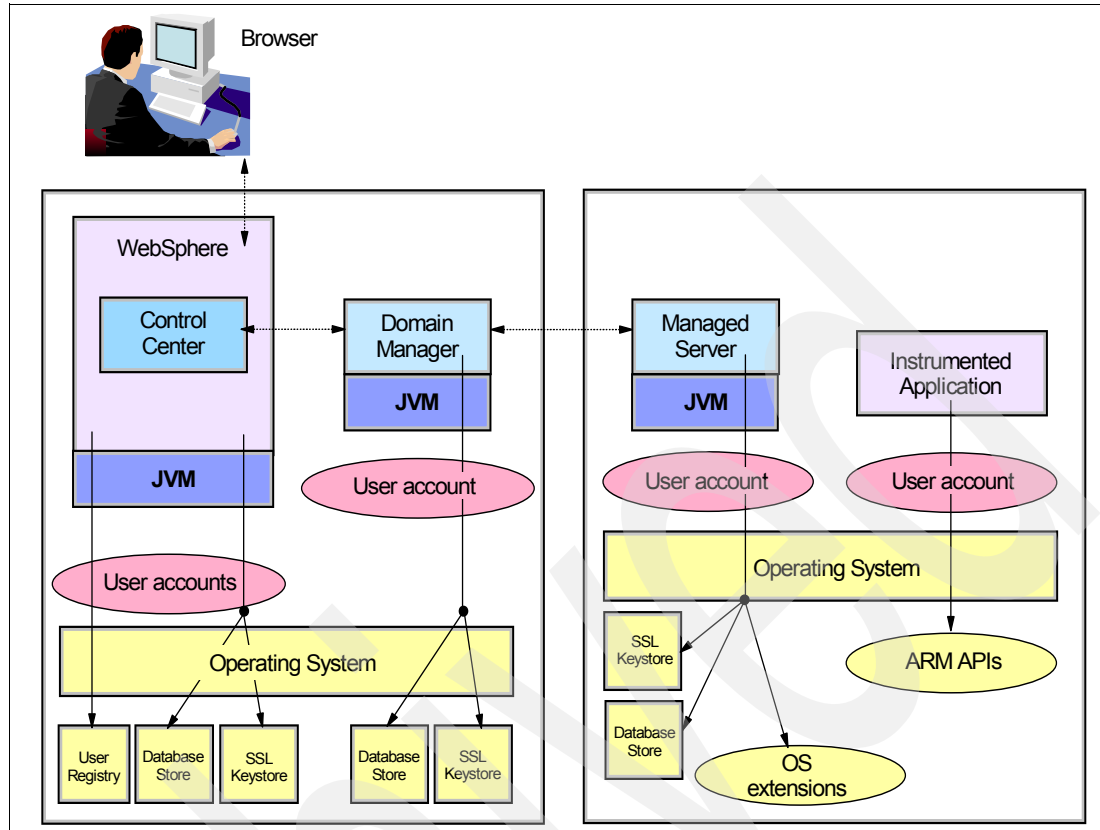 Browser
WebSphere
Control
Center
Domain
Manager
Managed
Server
Instrumented
Application
JVM
JVM
JVM
User account
User account
User account
User accounts
Operating System
Operating System
SSL
Keystore
ARM APIs
Database
Store
OS
extensions
User
Registry
Database
Store
SSL
Keystore
Database
Store
SSL
Keystore